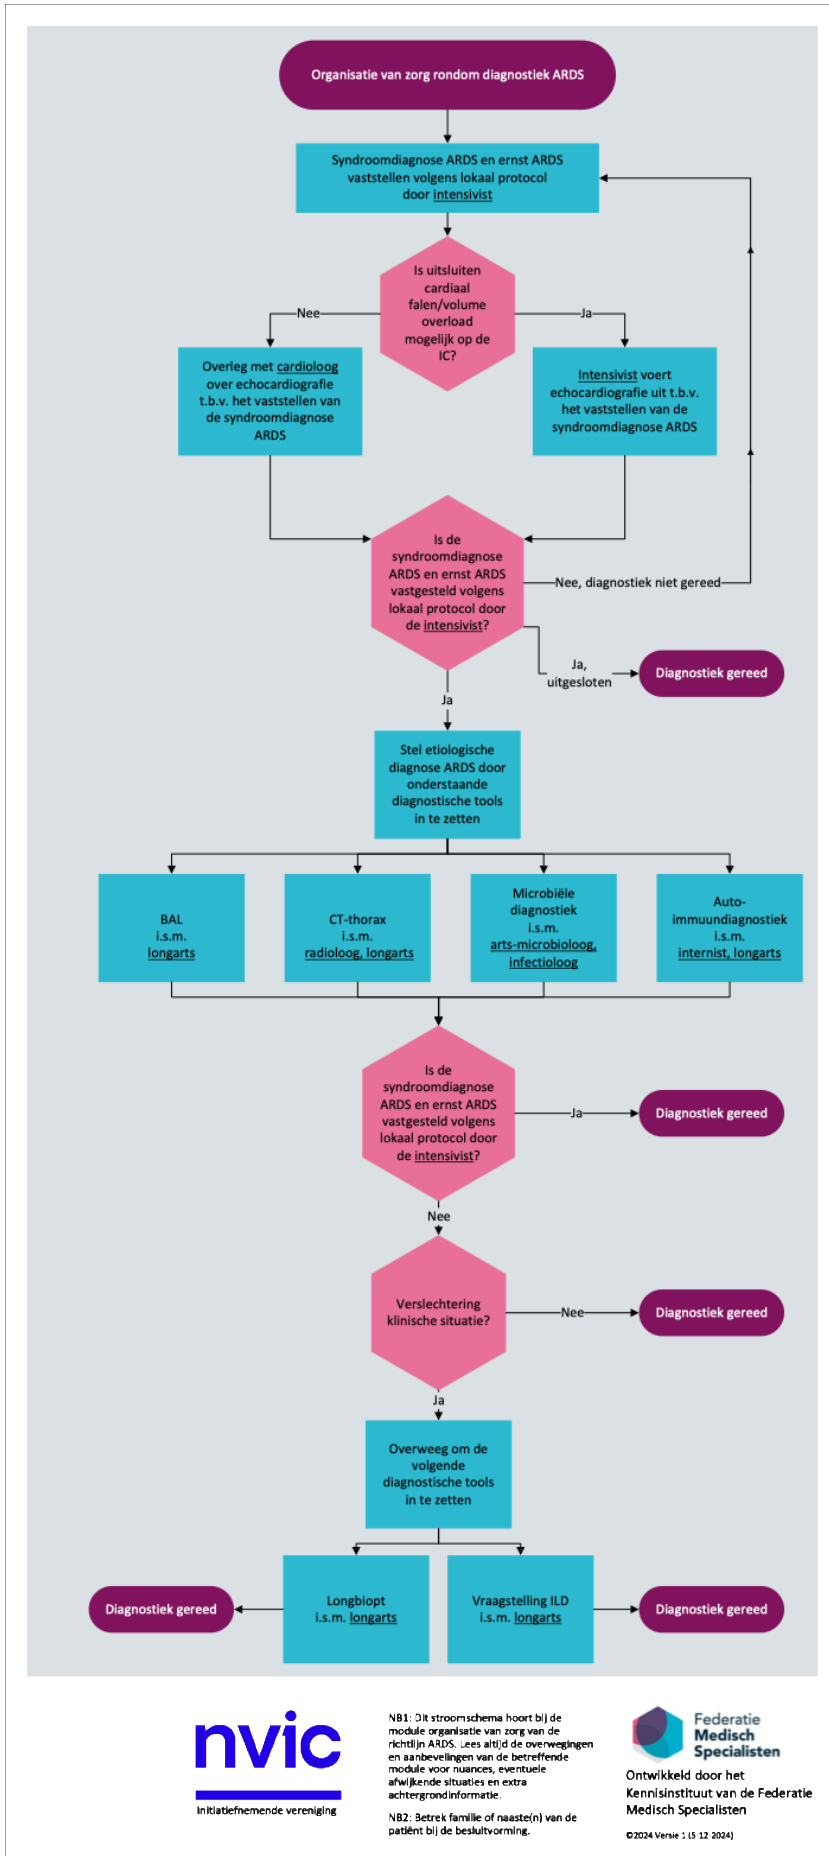 Organisatie van zorg rondom diagnostiek ARDS
Syndroomdiagnose ARDS en ernst ARDS
vaststellen volgens lokaal protocol
door intensivist
Is uitsluiten
cardiaal
falen/volume
overload
mogelijk op de
IC?
Nee
Ja
Overleg met cardioloog
over echocardiografie
t.b.v. het vaststellen van
de syndroomdiagnose
ARDS
Intensivist voert
echocardiografie uit t.b.v.
het vaststellen van de
syndroomdiagnose ARDS
Is de
syndroomdiagnose
ARDS en ernst ARDS
vastgesteld volgens
lokaal protocol door
de intensivist?
Nee, diagnostiek niet gereed
Ja,
uitgesloten
Diagnostiek gereed
Ja
Stel etiologische
diagnose ARDS door
onderstaande
diagnostische tools
in te zetten
BAL
i.s.m.
longarts
CT-thorax
i.s.m.
radioloog, longarts
Microbiële
diagnostiek
i.s.m.
arts-microbioloog,
infectioloog
Auto-
immuundiagnostiek
i.s.m.
internist, longarts
Is de
syndroomdiagnose
ARDS en ernst ARDS
vastgesteld volgens
lokaal protocol door
de intensivist?
Ja
Diagnostiek gereed
Nee
Verslechtering
klinische situatie?
Nee
Diagnostiek gereed
Ja
Overweeg om de
volgende
diagnostische tools
in te zetten
Diagnostiek gereed
Longbiopt
i.s.m. longarts
Vraagstelling ILD
i.s.m. longarts
Diagnostiek gereed
nvic
Initiatiefnemende vereniging
NB1: Dit stroomschema hoort bij de
module organisatie van zorg van de
richtlijn ARDS. Lees altijd de overwegingen
en aanbevelingen van de betreffende
module voor nuances, eventuele
afwijkende situaties en extra
achtergrondinformatie.
NB2: Betrek familie of naaste(n) van de
patiënt bij de besluitvorming.
Federatie
Medisch
Specialisten
Ontwikkeld door het
Kennisinstituut van de Federatie
Medisch Specialisten
©2024 Versie 1 (5-12-2024)